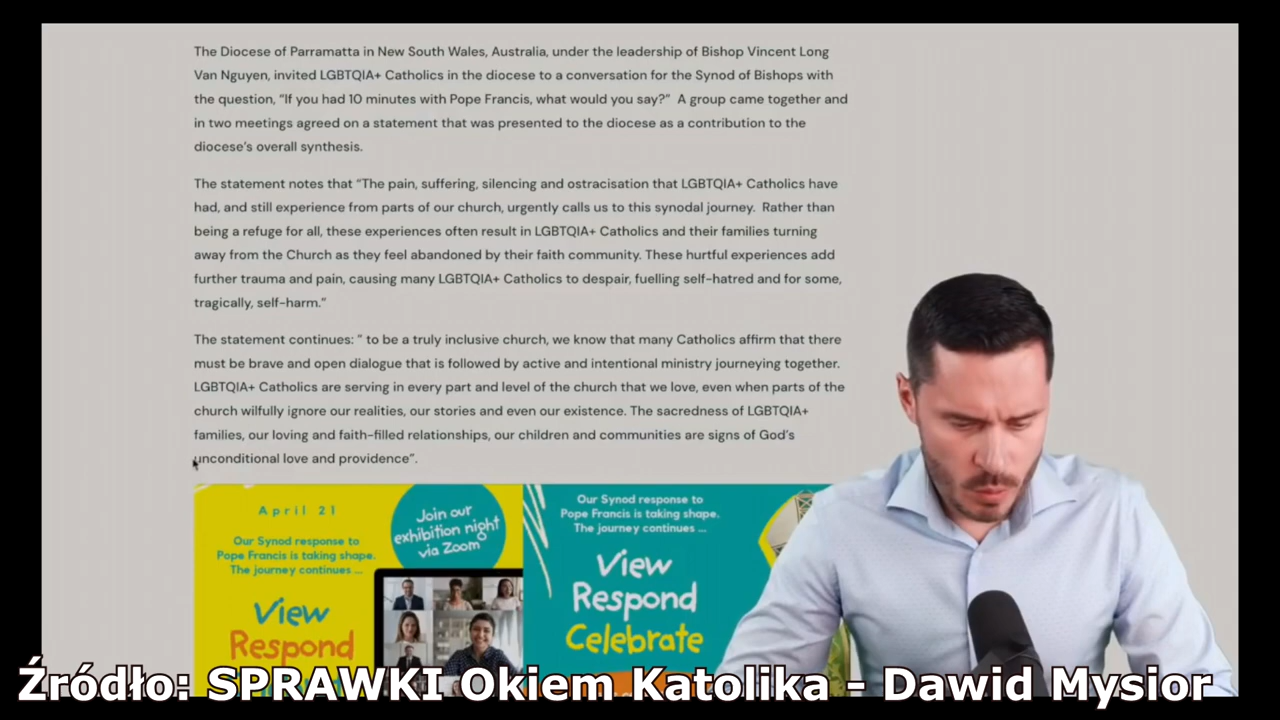 The Diocese of Parramatta in New South Wales, Australia, under the leadership of Bishop Vincent Long
Van Nguyen, invited LGBTQIA+ Catholics in the diocese to a conversation for the Synod of Bishops with
the question, “If you had 10 minutes with Pope Francis, what would you say?”  A group came together and
in two meetings agreed on a statement that was presented to the diocese as a contribution to the
diocese’s overall synthesis.
The statement notes that “The pain, suffering, silencing and ostracisation that LGBTQIA+ Catholics have
had, and still experience from parts of our church, urgently calls us to this synodal journey.  Rather than
being a refuge for all, these experiences often result in LGBTQIA+ Catholics and their families turning
away from the Church as they feel abandoned by their faith community. These hurtful experiences add
further trauma and pain, causing many LGBTQIA+ Catholics to despair, fuelling self-hatred and for some,
tragically, self-harm.”
The statement continues: ” to be a truly inclusive church, we know that many Catholics affirm that there
must be brave and open dialogue that is followed by active and intentional ministry journeying together.
LGBTQIA+ Catholics are serving in every part and level of the church that we love, even when parts of the
church wilfully ignore our realities, our stories and even our existence. The sacredness of LGBTQIA+
families, our loving and faith-filled relationships, our children and communities are signs of God’s
unconditional love and providence”.
April 21
Join our
exhibition night
via Zoom
Our Synod response to
Pope Francis is taking shape.
The journey continues ...
View
Respond
Our Synod response to
Pope Francis is taking shape.
The journey continues ...
View
Respond
Celebrate
Źródło: SPRAWKI Okiem Katolika - Dawid Mysior